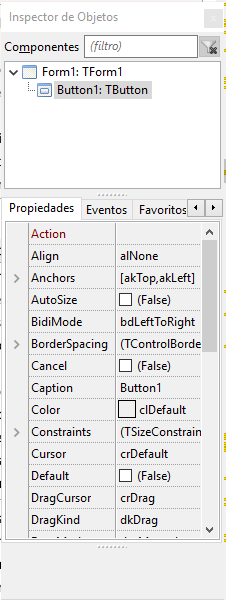 Inspector de Objetos
Componentes (filtro)
Form1: TForm1
Button1: TButton
Propiedades Eventos Favoritos
Action
Align alNone
Anchors [akTop,akLeft]
AutoSize (False)
BidiMode bdLeftToRight
BorderSpacing (TControlBorde
Cancel (False)
Caption Button1
Color clDefault
Constraints (TSizeConstrain
Cursor crDefault
Default (False)
DragCursor crDrag
DragKind dkDrag